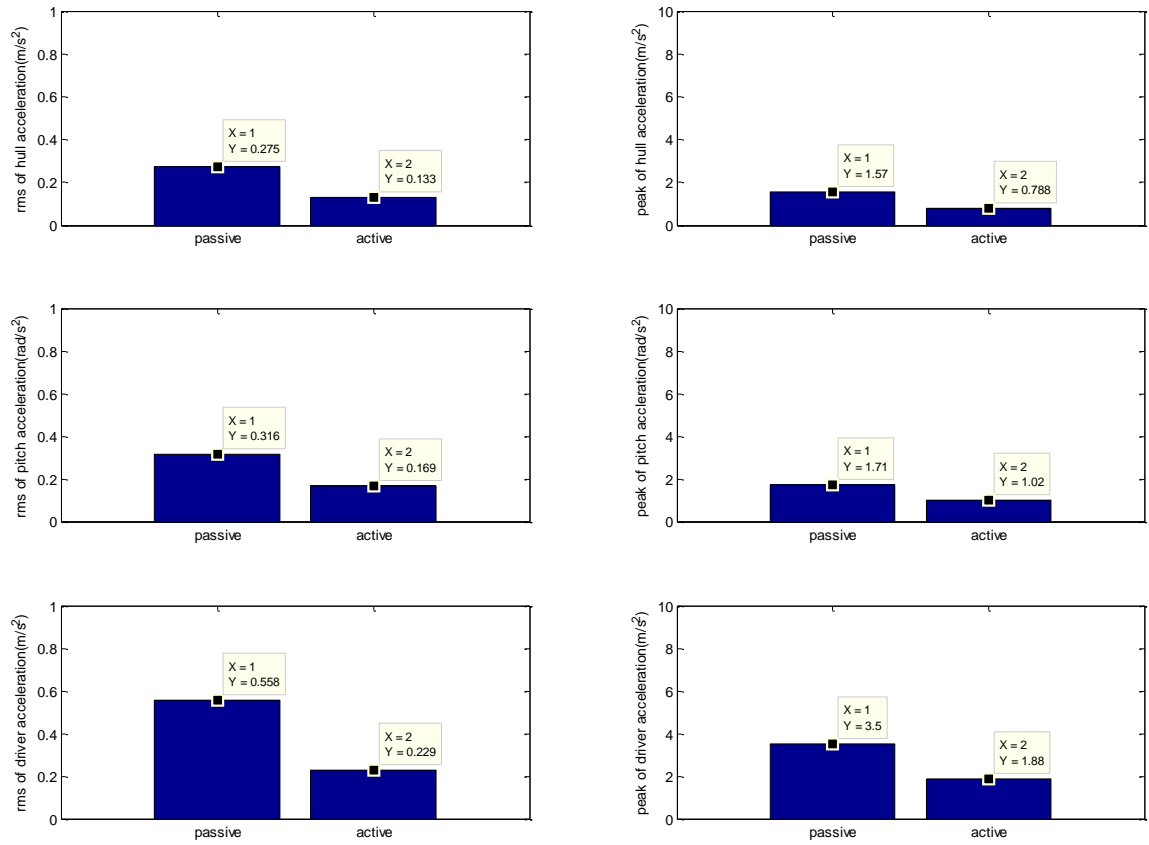 1
0.8
0.6
0.4
0.2
0
rms of hull acceleration(m/s²)
X = 1
Y = 0.275
X = 2
Y = 0.133
passive
active
10
8
6
4
2
0
peak of hull acceleration(m/s²)
X = 1
Y = 1.57
X = 2
Y = 0.788
passive
active
1
0.8
0.6
0.4
0.2
0
rms of pitch acceleration(rad/s²)
X = 1
Y = 0.316
X = 2
Y = 0.169
passive
active
10
8
6
4
2
0
peak of pitch accleration(rad/s²)
X = 1
Y = 1.71
X = 2
Y = 1.02
passive
active
1
0.8
0.6
0.4
0.2
0
rms of driver acceleration(m/s²)
X = 1
Y = 0.558
X = 2
Y = 0.229
passive
active
10
8
6
4
2
0
peak of driver acceleration(m/s²)
X = 1
Y = 3.5
X = 2
Y = 1.88
passive
active